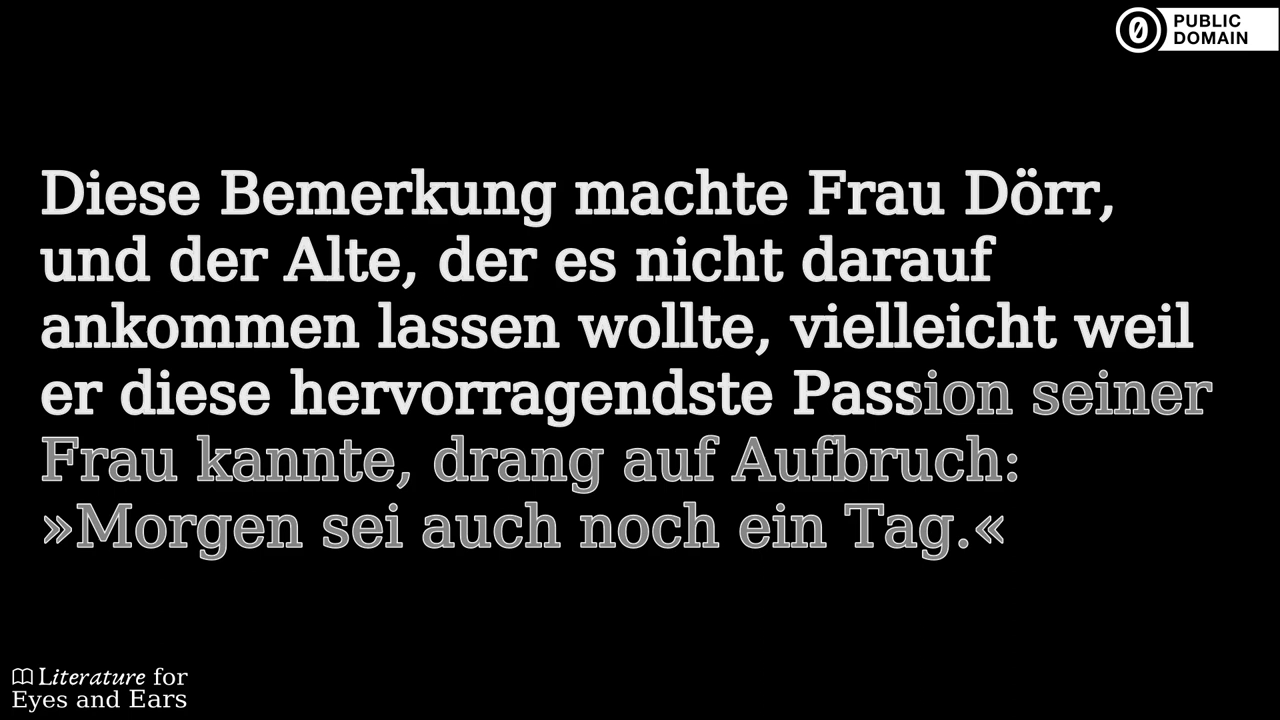 PUBLIC
DOMAIN
Diese Bemerkung machte Frau Dörr,
und der Alte, der es nicht darauf
ankommen lassen wollte, vielleicht weil
er diese hervorragendste Passion seiner
Frau kannte, drang auf Aufbruch:
»Morgen sei auch noch ein Tag.«
Literature for
Eyes and Ears